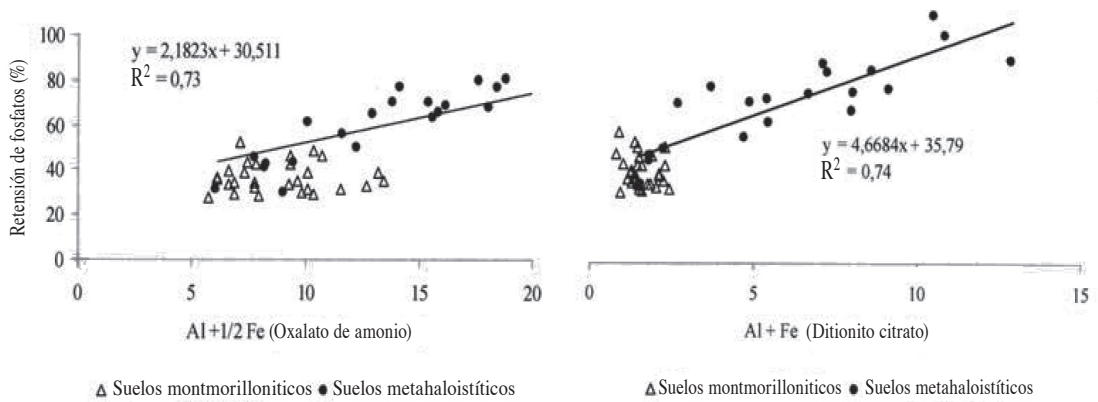 Retensión de fosfatos (%)
100
80
60
40
20
0
y = 2,1823x + 30,511
R² = 0,73
0 5 10 15 20
Al +1/2 Fe (Oxalato de amonio)
△ Suelos montmorilloniticos ● Suelos metahaloistíticos
y = 4,6684x + 35,79
R² = 0,74
0 5 10 15
Al + Fe (Ditionito citrato)
△ Suelos montmorilloniticos ● Suelos metahaloistíticos